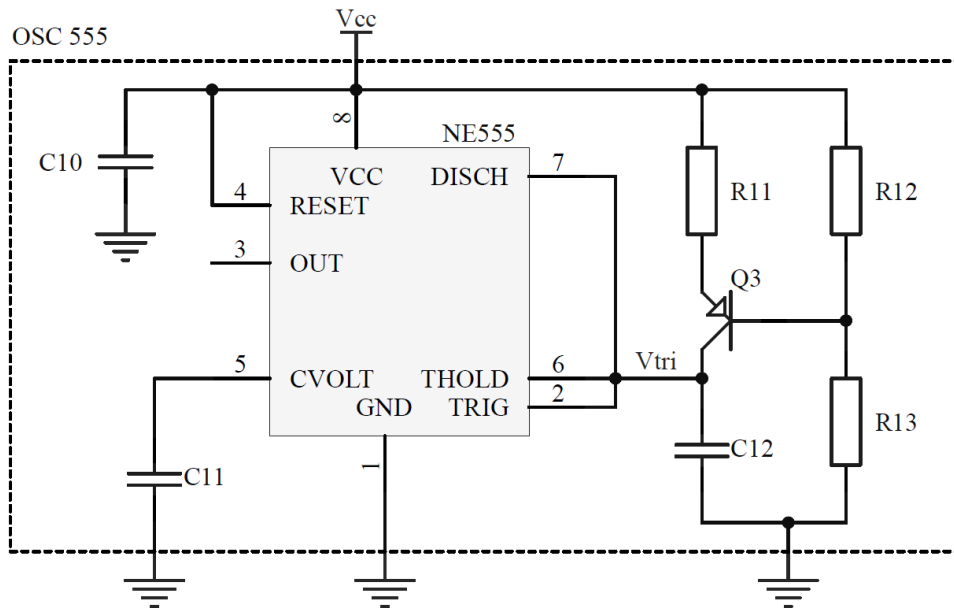 Vcc
OSC 555
8
NE555
C10
VCC
DISCH
7
R11
R12
4
RESET
3
OUT
Q3
5
CVOLT
THOLD
6
Vtri
GND
TRIG
2
R13
C11
1
C12